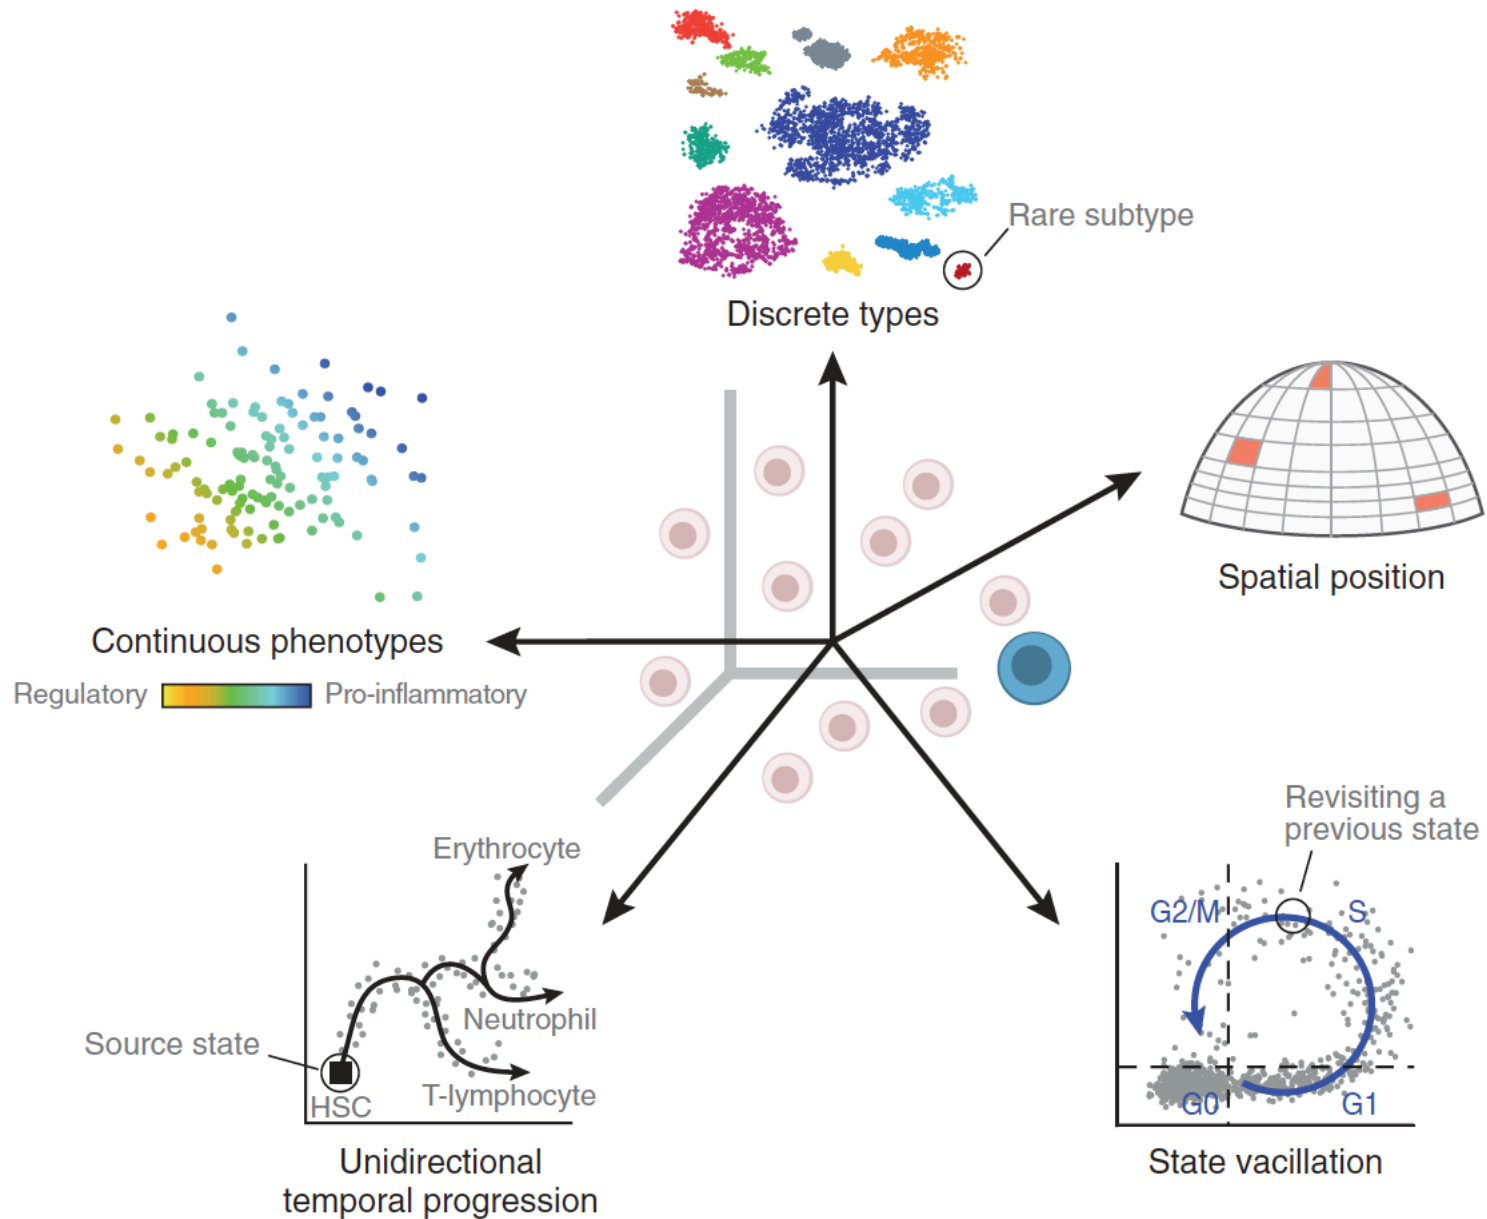 Rare subtype
Discrete types
Spatial position
Continuous phenotypes
Regulatory
Pro-inflammatory
Erythrocyte
Neutrophil
T-lymphocyte
Source state
HSC
Unidirectional
temporal progression
Revisiting a
previous state
G2/M
S
G0
G1
State vacillation